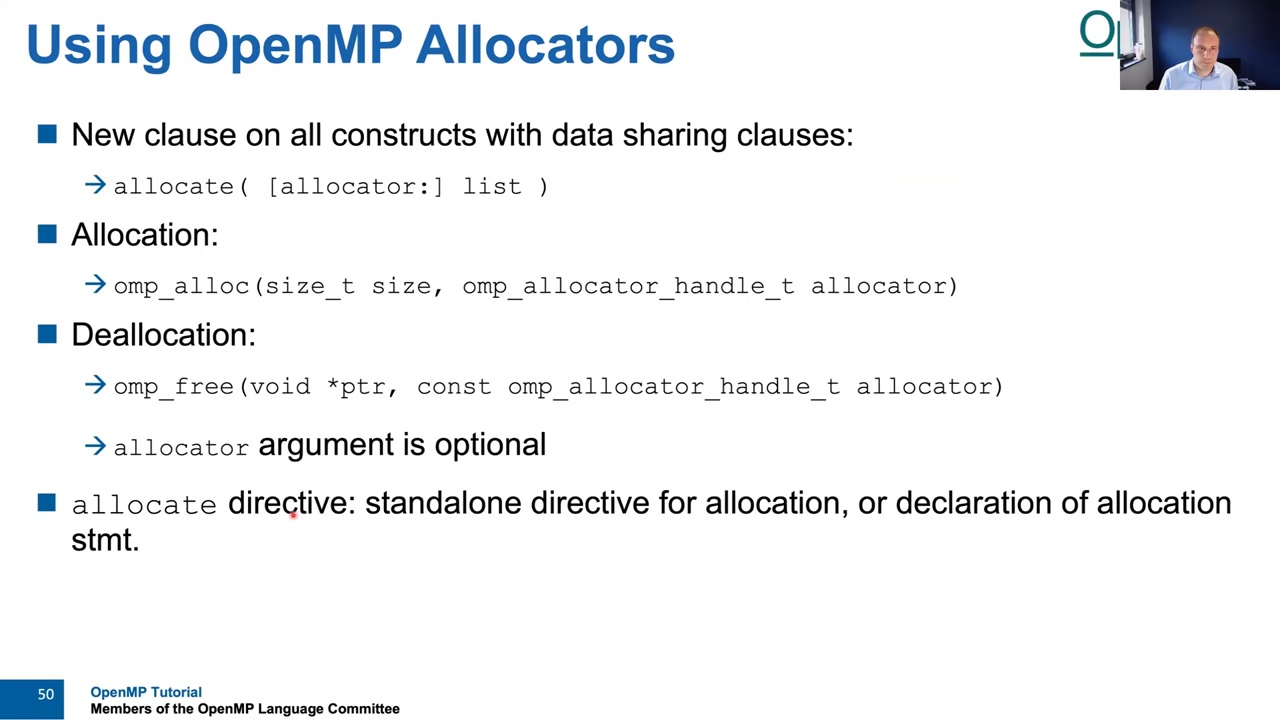 Using OpenMP Allocators
New clause on all constructs with data sharing clauses:
allocate( [allocator:] list )
Allocation:
omp_alloc(size_t size, omp_allocator_handle_t allocator)
Deallocation:
omp_free(void *ptr, const omp_allocator_handle_t allocator)
allocator argument is optional
allocate directive: standalone directive for allocation, or declaration of allocation
stmt.
50
OpenMP Tutorial
Members of the OpenMP Language Committee